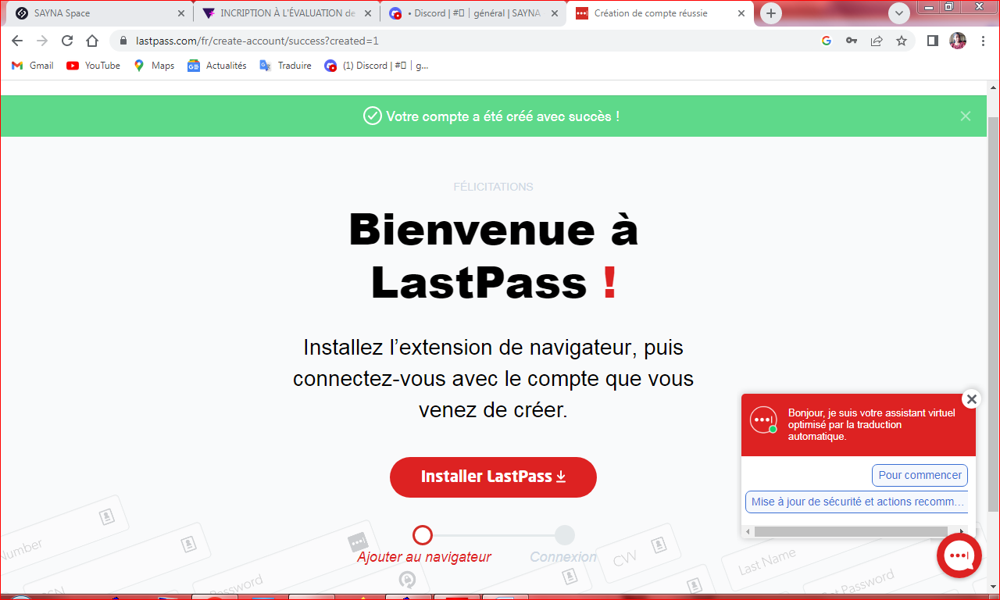 SAYNA Space
INCRIPTION À L'ÉVALUATION de
• Discord | #▯ | général | SAYNA
Création de compte réussie
lastpass.com/fr/create-account/success?created=1
Gmail
YouTube
Maps
Actualités
Traduire
(1) Discord | #▯ | g...
Votre compte a été créé avec succès !
FÉLICITATIONS
Bienvenue à
LastPass !
Installez l’extension de navigateur, puis
connectez-vous avec le compte que vous
venez de créer.
Installer LastPass
Ajouter au navigateur
Connexion
Bonjour, je suis votre assistant virtuel
optimisé par la traduction
automatique.
Pour commencer
Mise à jour de sécurité et actions recomm...
Number
Password
CVV
Last Name
Password